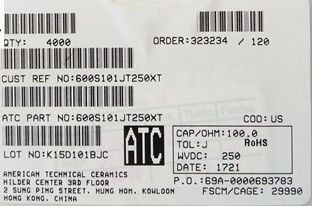 QTY: 4000 ORDER:323234 / 120
CUST REF NO:600S101JT250XT
ATC PART NO:600S101JT250XT
COO:US
LOT NO:K15D101BJC
ATC
CAP/OHM:100.0
TOL:J RoHS
WVDC: 250
DATE: 1721
P.O.:69A-0000693783
FSCM/CAGE: 29990
AMERICAN TECHNICAL CERAMICS
HILDER CENTER 3RD FLOOR
2 SUNG PING STREET, HUNG HOM, KOWLOON
HONG KONG, CHINA